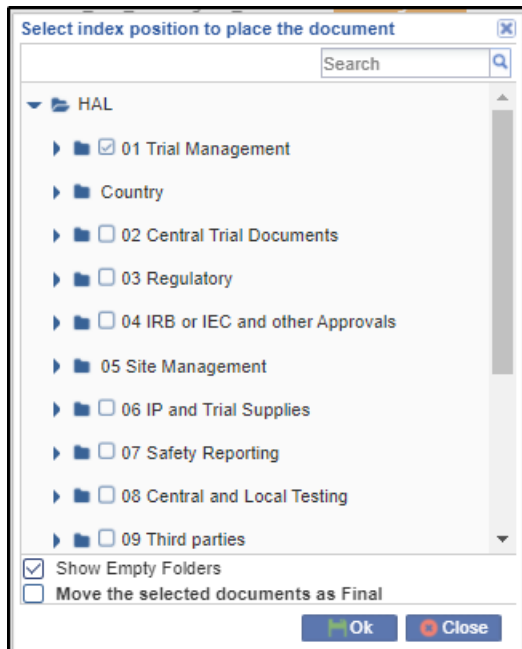 Select index position to place the document
Search
HAL
01 Trial Management
Country
02 Central Trial Documents
03 Regulatory
04 IRB or IEC and other Approvals
05 Site Management
06 IP and Trial Supplies
07 Safety Reporting
08 Central and Local Testing
09 Third parties
Show Empty Folders
Move the selected documents as Final
Ok Close